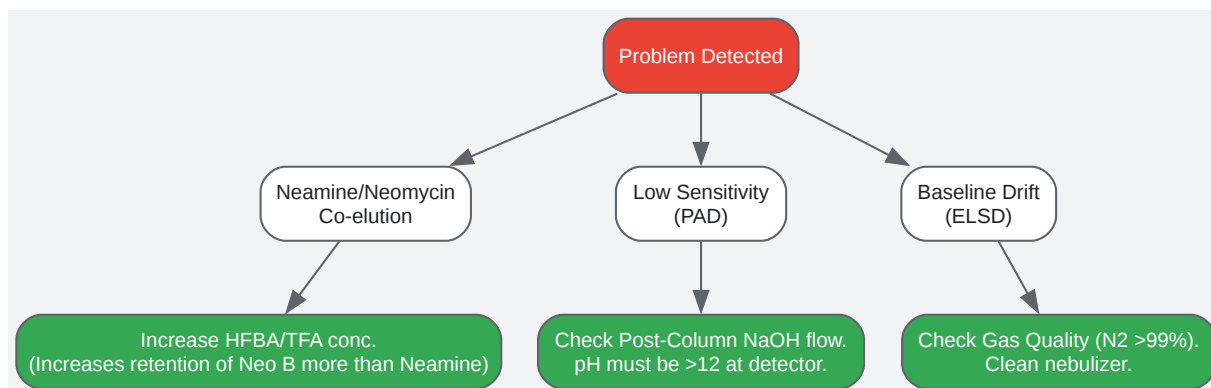 Problem Detected
Neamine/Neomycin
Co-elution
Low Sensitivity
(PAD)
Baseline Drift
(ELSD)
Increase HFBA/TFA conc.
(Increases retention of Neo B more than Neamine)
Check Post-Column NaOH flow.
pH must be >12 at detector.
Check Gas Quality (N2 >99%).
Clean nebulizer.